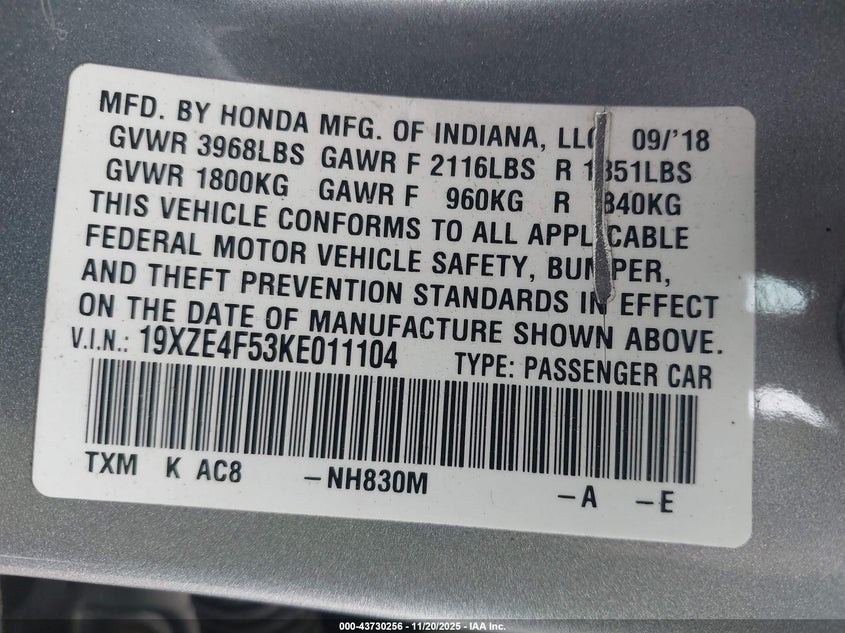 MFD. BY HONDA MFG. OF INDIANA, LLC 09/'18
GVWR 3968LBS GAWR F 2116LBS R 1851LBS
GVWR 1800KG GAWR F 960KG R 840KG
THIS VEHICLE CONFORMS TO ALL APPLICABLE
FEDERAL MOTOR VEHICLE SAFETY, BUMPER,
AND THEFT PREVENTION STANDARDS IN EFFECT
ON THE DATE OF MANUFACTURE SHOWN ABOVE.
V.I.N.: 19XZE4F53KE011104 TYPE: PASSENGER CAR
TXM K AC8 –NH830M –A –E
000-43730256 — 11/20/2025 — IAA Inc.